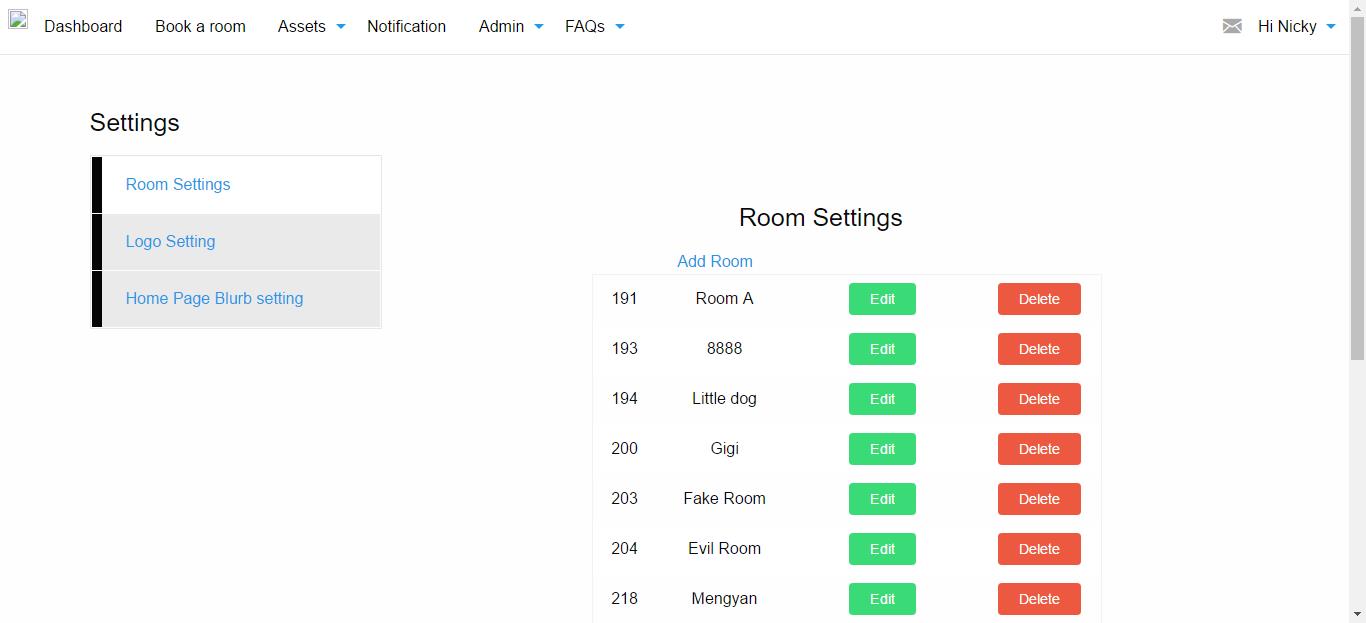 Dashboard Book a room Assets Notification Admin FAQs Hi Nicky
Settings
Room Settings
Logo Setting
Home Page Blurb setting
Room Settings
Add Room
191 Room A Edit Delete
193 8888 Edit Delete
194 Little dog Edit Delete
200 Gigi Edit Delete
203 Fake Room Edit Delete
204 Evil Room Edit Delete
218 Mengyan Edit Delete